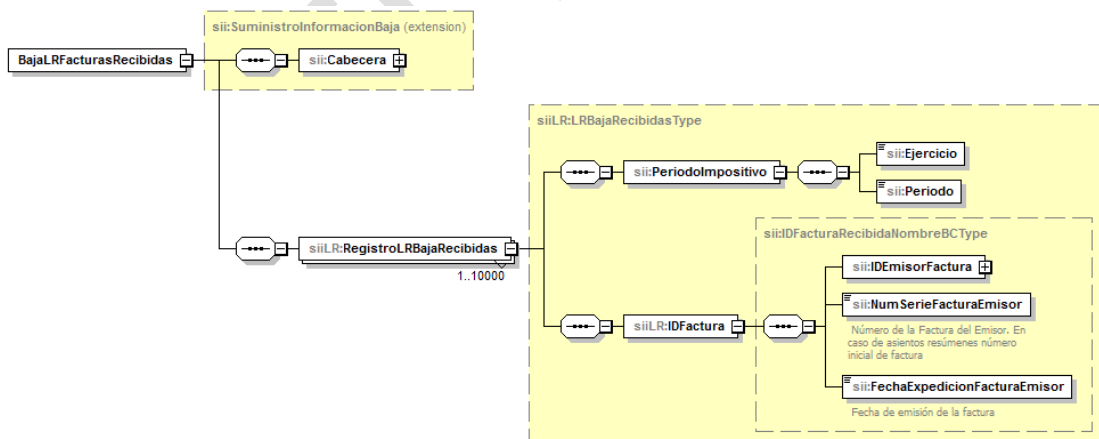 sii:SuministroInformacionBaja (extension)
BajaLRFacturasRecibidas
sii:Cabecera
siiLR:LRBajaRecibidasType
sii:PeriodoImpositivo
sii:Ejercicio
sii:Periodo
siiLR:RegistroLRBajaRecibidas
1..10000
sii:IDFacturaRecibidaNombreBCType
siiLR:IDFactura
sii:IDEmisorFactura
sii:NumSerieFacturaEmisor
Número de la Factura del Emisor. En
caso de asientos resúmenes número
inicial de factura
sii:FechaExpedicionFacturaEmisor
Fecha de emisión de la factura